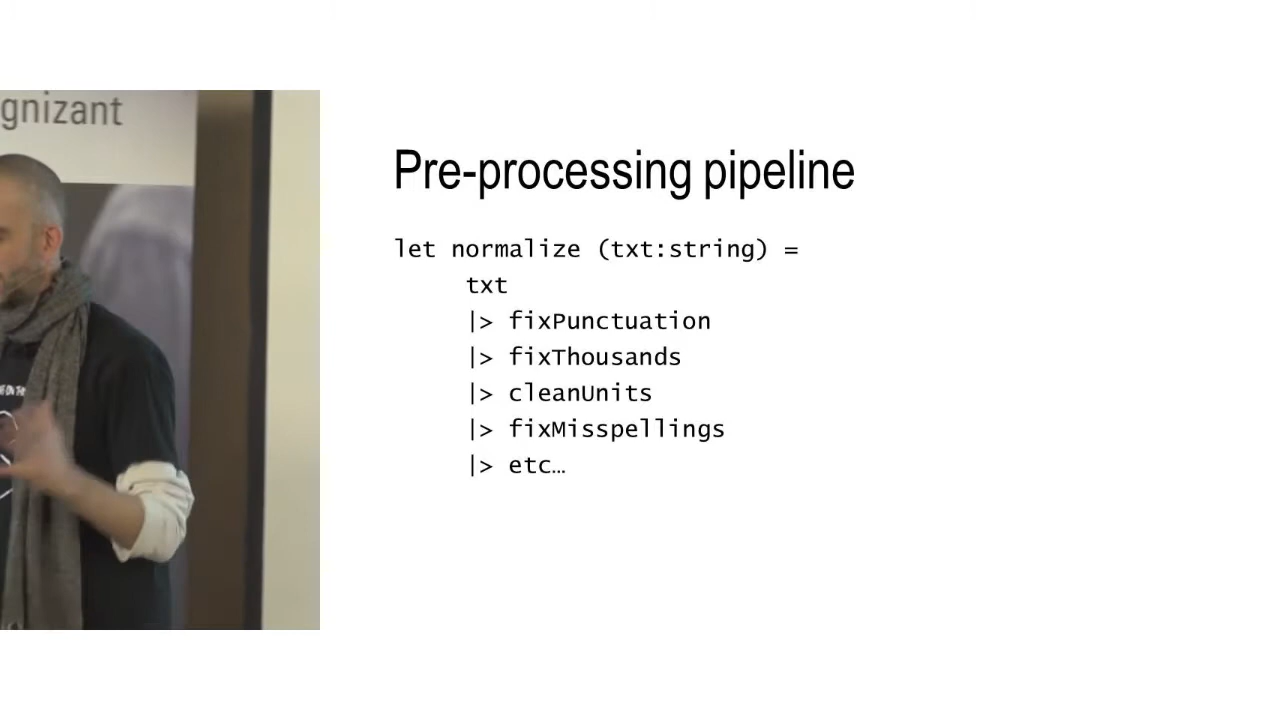 gnizant
Pre-processing pipeline
let normalize (txt:string) =
txt
|> fixPunctuation
|> fixThousands
|> cleanUnits
|> fixMisspellings
|> etc…